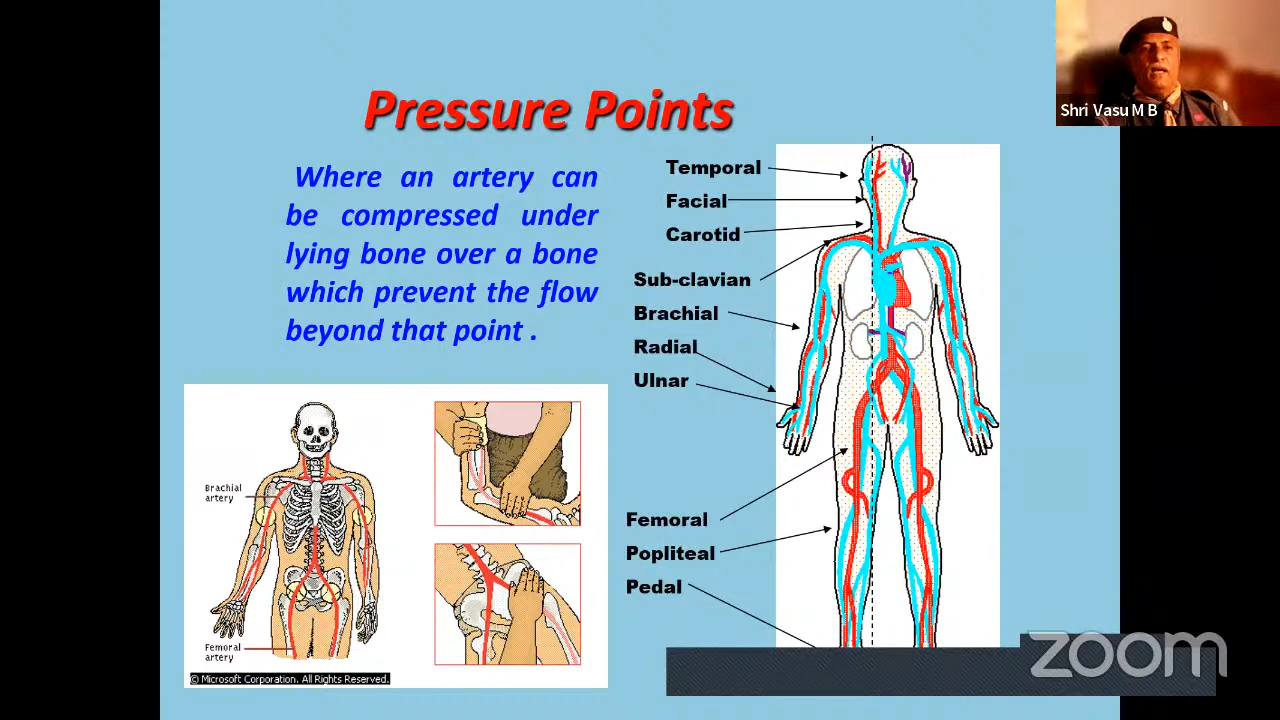 Shri Vasu M B
Pressure Points
Where an artery can
be compressed under
lying bone over a bone
which prevent the flow
beyond that point .
Temporal
Facial
Carotid
Sub-clavian
Brachial
Radial
Ulnar
Femoral
Popliteal
Pedal
Brachial
artery
Femoral
artery
© Microsoft Corporation. All Rights Reserved.
zoom